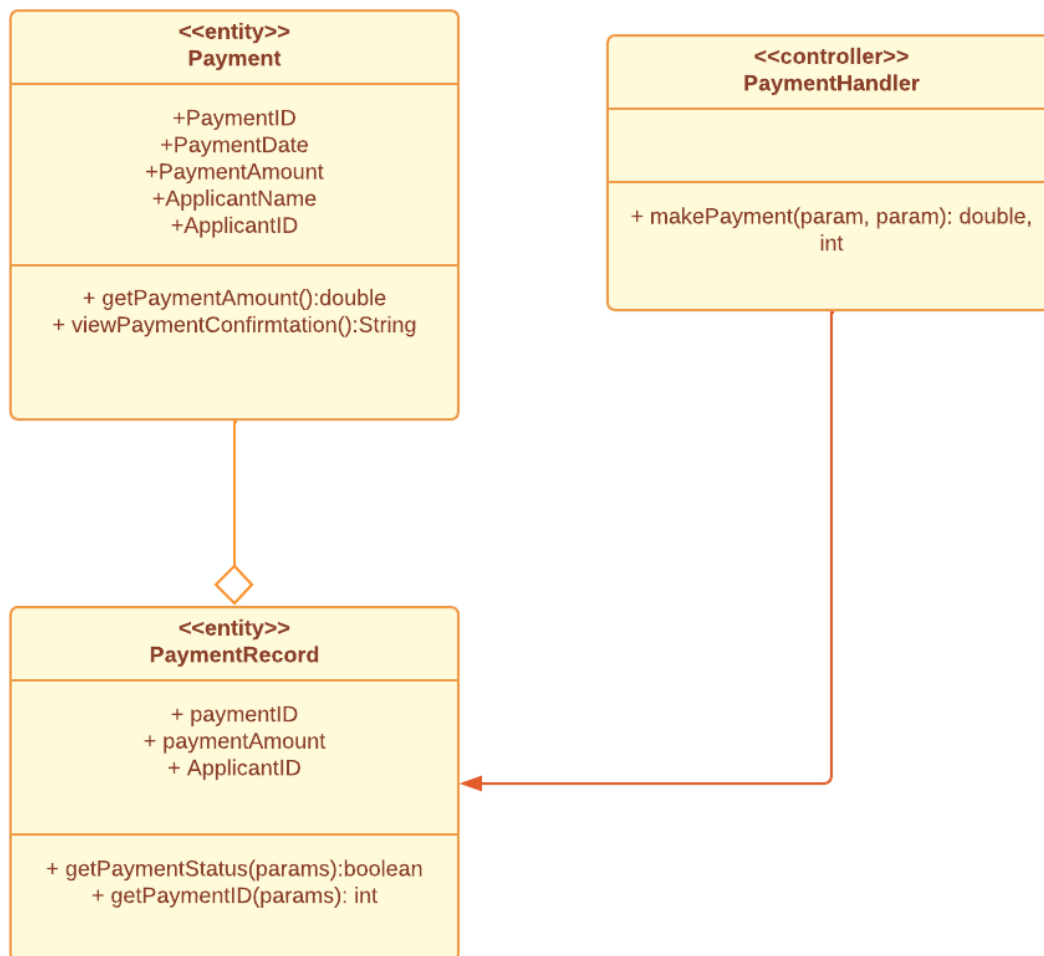 <<entity>>
Payment
+PaymentID
+PaymentDate
+PaymentAmount
+ApplicantName
+ApplicantID
+ getPaymentAmount():double
+ viewPaymentConfirmtation():String
<<controller>>
PaymentHandler
+ makePayment(param, param): double,
int
<<entity>>
PaymentRecord
+ paymentID
+ paymentAmount
+ ApplicantID
+ getPaymentStatus(params):boolean
+ getPaymentID(params): int